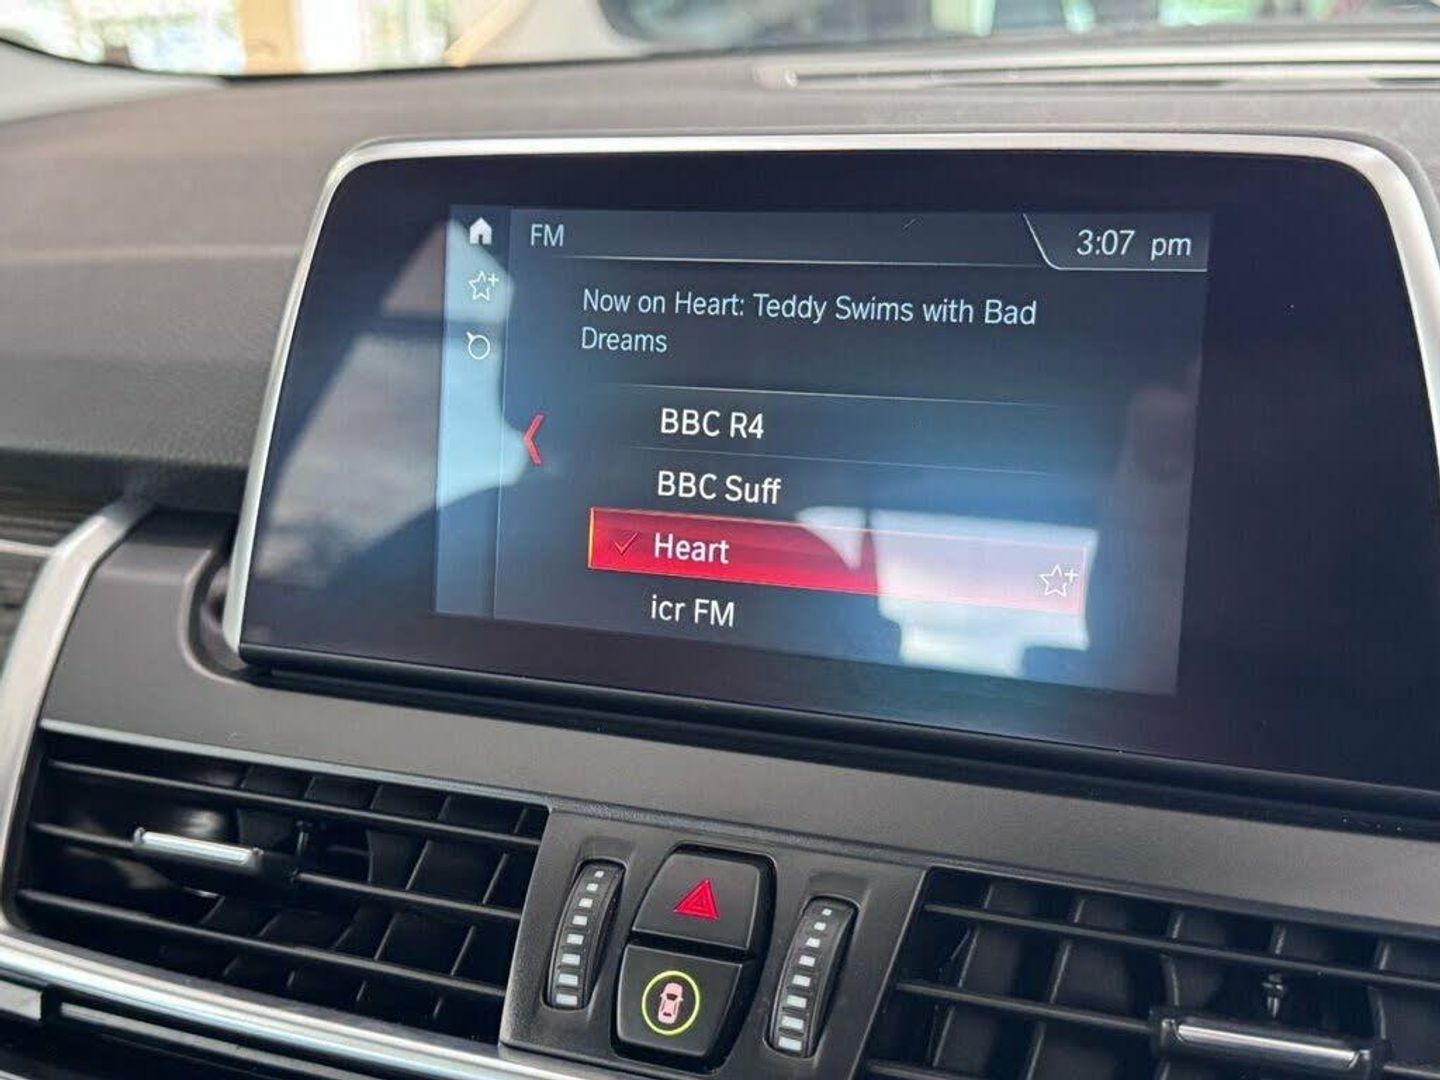 FM
3:07 pm
Now on Heart: Teddy Swims with Bad
Dreams
BBC R4
BBC Suff
Heart
icr FM